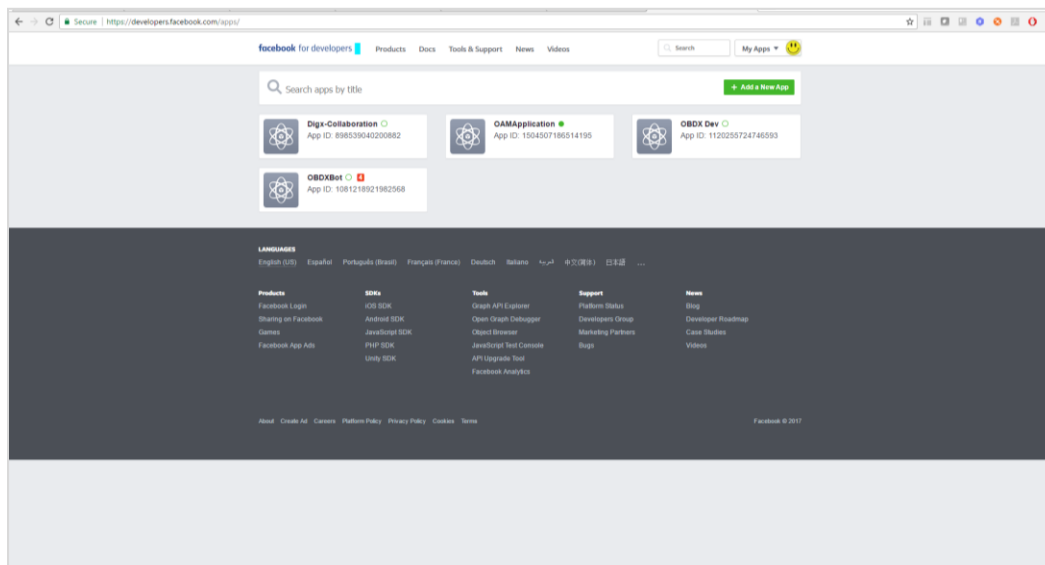 Secure | https://developers.facebook.com/apps/
facebook for developers Products Docs Tools & Support News Videos Search My Apps
Search apps by title + Add a New App
Digx-Collaboration
App ID: 898539040200882
OAMApplication
App ID: 1504507186514195
OBDX Dev
App ID: 1120255724746593
OBDXBot 4
App ID: 1081218921982568
LANGUAGES
English (US) Español Português (Brasil) Français (France) Deutsch Italiano العربية 中文(简体) 日本語 ...
Products SDKs Tools Support News
Facebook Login iOS SDK Graph API Explorer Platform Status Blog
Sharing on Facebook Android SDK Open Graph Debugger Developers Group Developer Roadmap
Games JavaScript SDK Object Browser Marketing Partners Case Studies
Facebook App Ads PHP SDK JavaScript Test Console Bugs Videos
Unity SDK API Upgrade Tool
Facebook Analytics
About Create Ad Careers Platform Policy Privacy Policy Cookies Terms Facebook © 2017